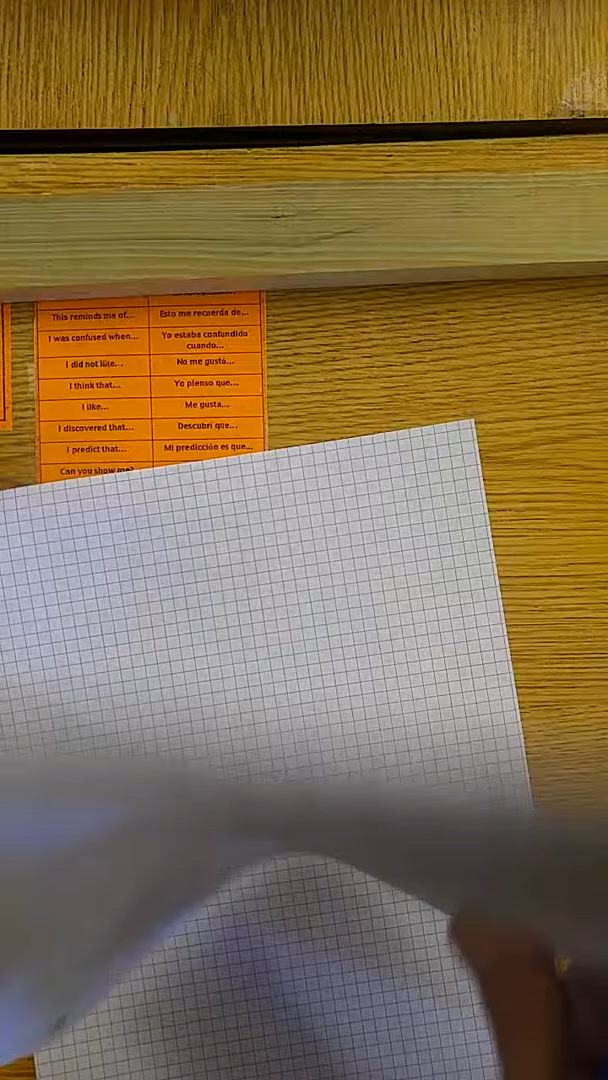 This reminds me of... Esto me recuerda de...
I was confused when... Yo estaba confundido
cuando...
I did not like... No me gustó...
I think that... Yo pienso que...
I like... Me gusta...
I discovered that... Descubrí que...
I predict that... Mi predicción es que...
Can you show me?